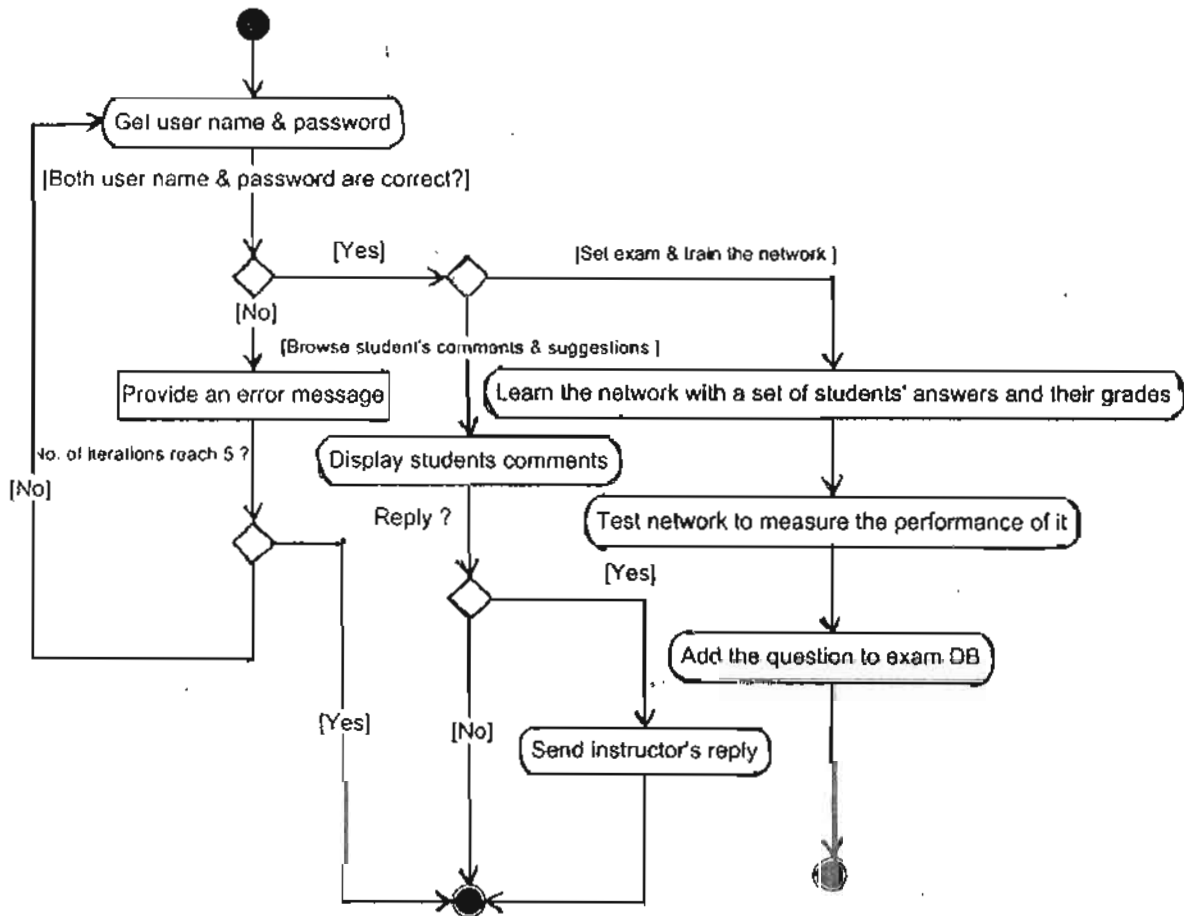 Get user name & password
[Both user name & password are correct?]
[Yes]
[Set exam & train the network ]
[No]
[Browse student's comments & suggestions ]
Provide an error message
Learn the network with a set of students' answers and their grades
No. of iterations reach 5 ?
Display students comments
[No]
Reply ?
Test network to measure the performance of it
[Yes]
Add the question to exam DB
[Yes]
[No]
Send instructor's reply